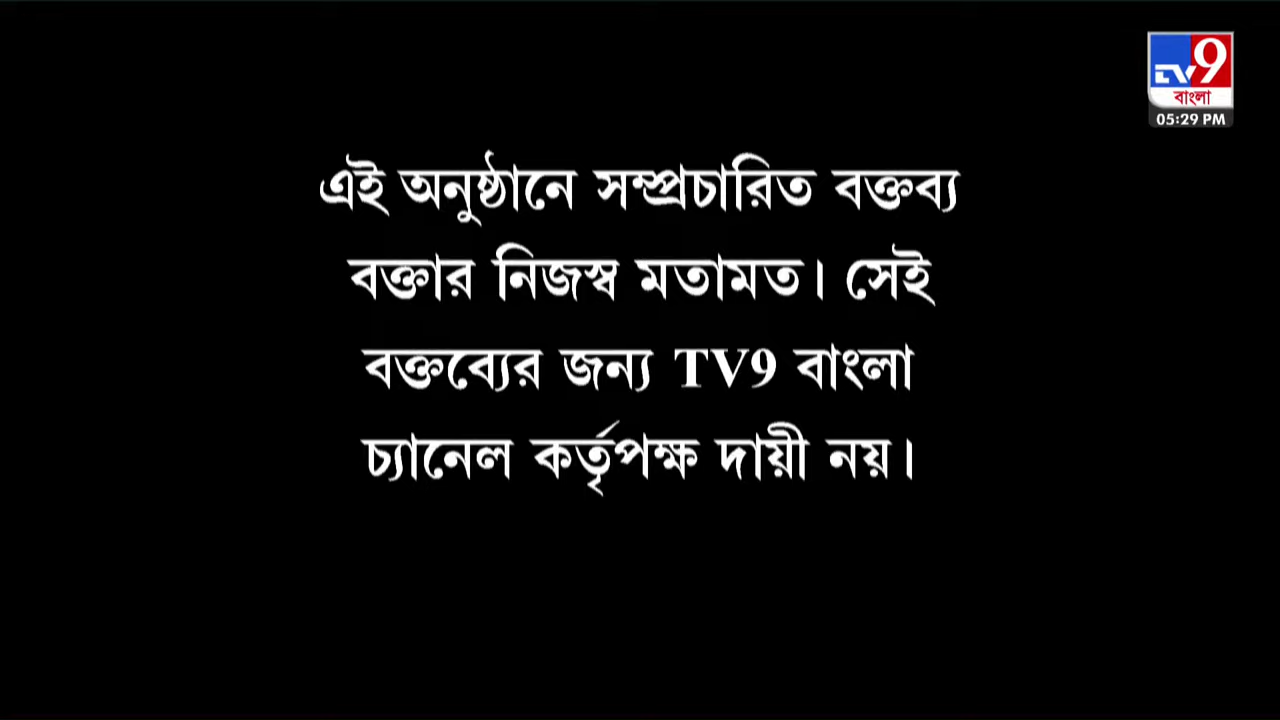 TV9
বাংলা
05:29 PM
এই অনুষ্ঠানে সম্প্রচারিত বক্তব্য
বক্তার নিজস্ব মতামত। সেই
বক্তব্যের জন্য TV9 বাংলা
চ্যানেল কর্তৃপক্ষ দায়ী নয়।